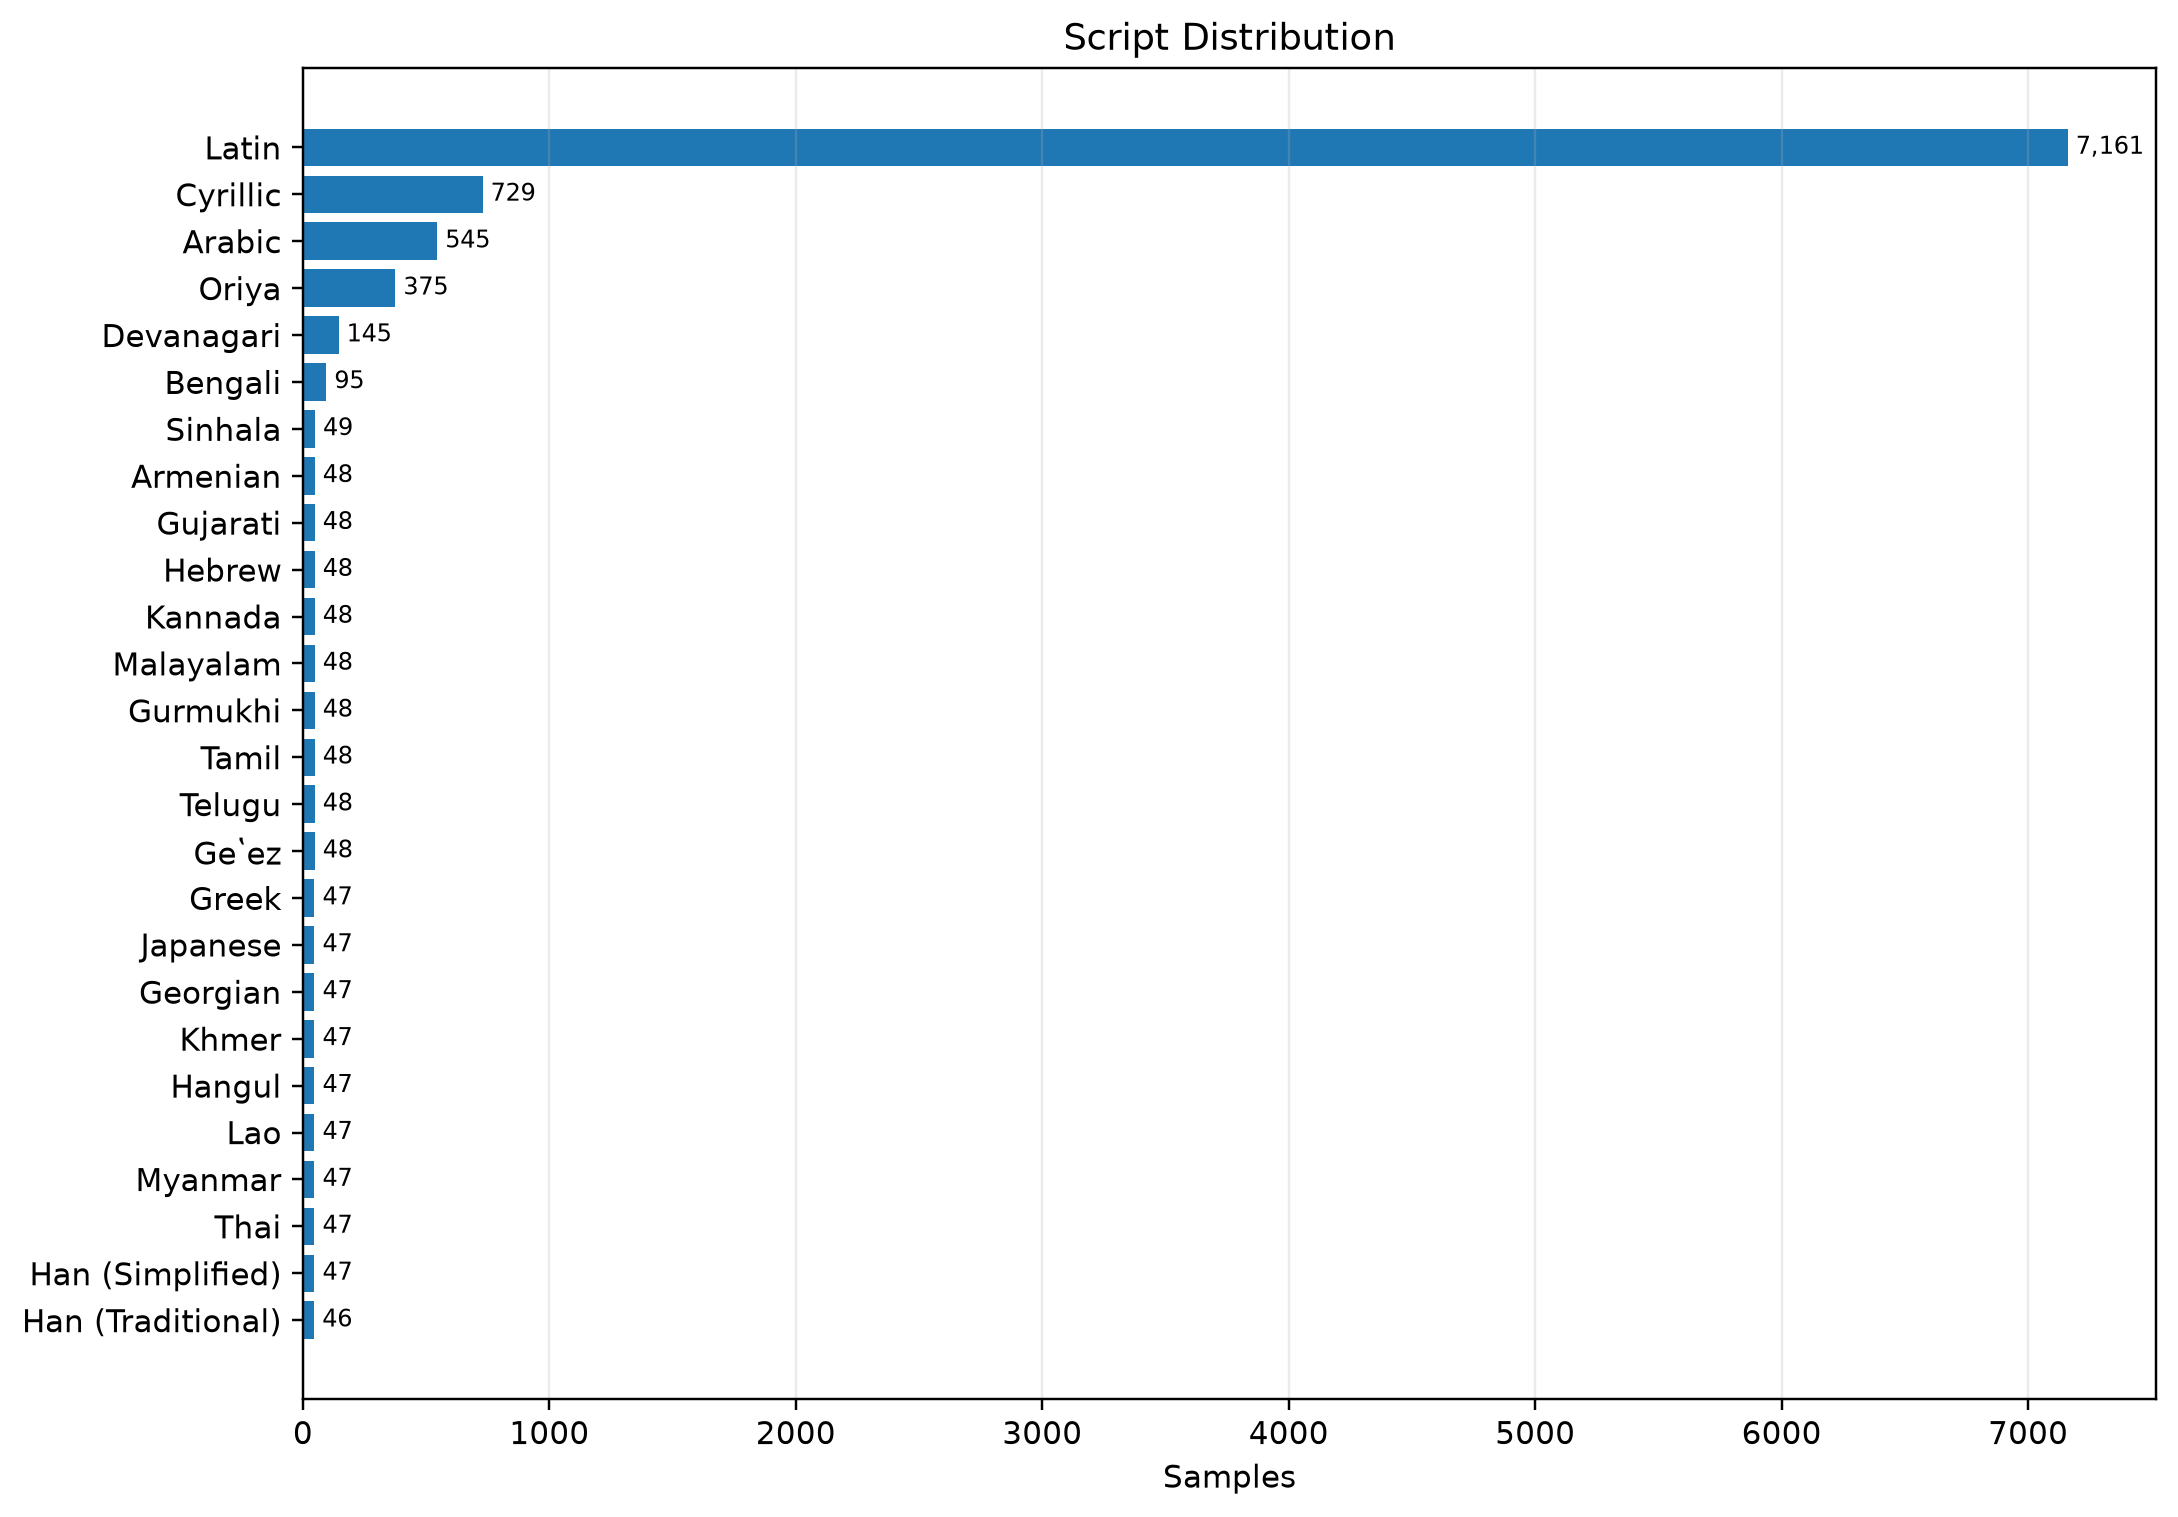 Script Distribution
Latin 7,161
Cyrillic 729
Arabic 545
Oriya 375
Devanagari 145
Bengali 95
Sinhala 49
Armenian 48
Gujarati 48
Hebrew 48
Kannada 48
Malayalam 48
Gurmukhi 48
Tamil 48
Telugu 48
Geʽez 48
Greek 47
Japanese 47
Georgian 47
Khmer 47
Hangul 47
Lao 47
Myanmar 47
Thai 47
Han (Simplified) 47
Han (Traditional) 46
0 1000 2000 3000 4000 5000 6000 7000
Samples